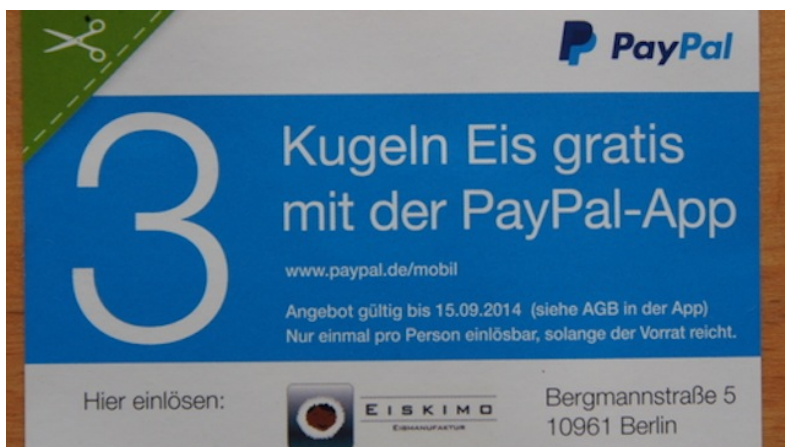 PayPal
3
Kugeln Eis gratis
mit der PayPal-App
www.paypal.de/mobil
Angebot gültig bis 15.09.2014 (siehe AGB in der App)
Nur einmal pro Person einlösbar, solange der Vorrat reicht.
Hier einlösen:
EISKIMO
EISMANUFAKTUR
Bergmannstraße 5
10961 Berlin